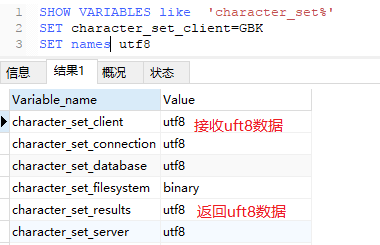 1 SHOW VARIABLES like 'character_set%'
2 SET character_set_client=GBK
3 SET names utf8
信息 结果1 概况 状态
Variable_name Value
character_set_client utf8 接收uft8数据
character_set_connection utf8
character_set_database utf8
character_set_filesystem binary
character_set_results utf8 返回uft8数据
character_set_server utf8